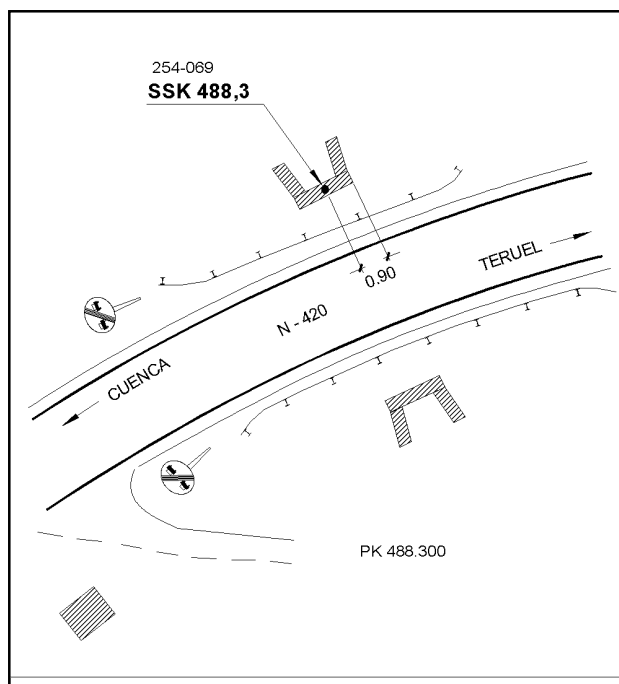 254-069
SSK 488,3
0.90
TERUEL
N - 420
CUENCA
PK 488.300